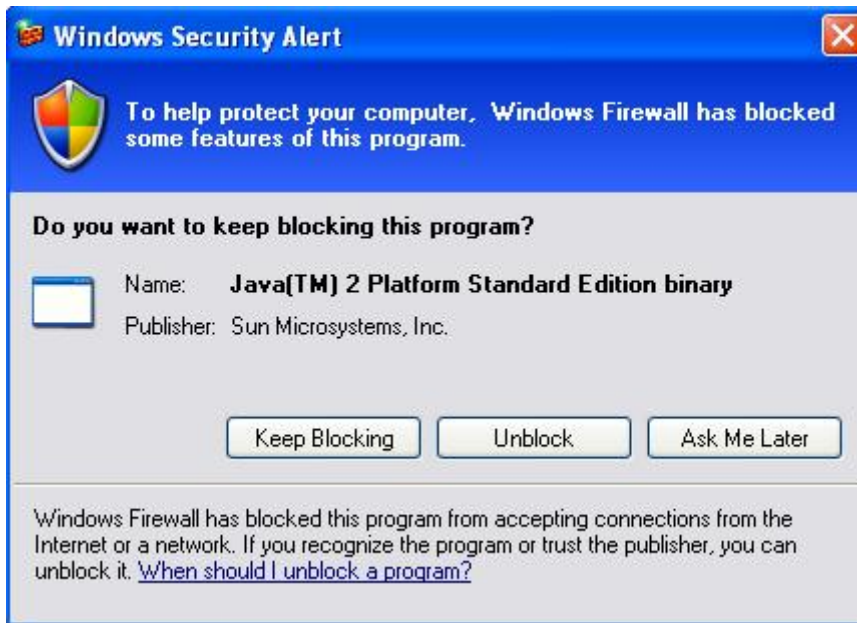 Windows Security Alert
To help protect your computer, Windows Firewall has blocked
some features of this program.
Do you want to keep blocking this program?
Name: Java(TM) 2 Platform Standard Edition binary
Publisher: Sun Microsystems, Inc.
Keep Blocking Unblock Ask Me Later
Windows Firewall has blocked this program from accepting connections from the
Internet or a network. If you recognize the program or trust the publisher, you can
unblock it. When should I unblock a program?